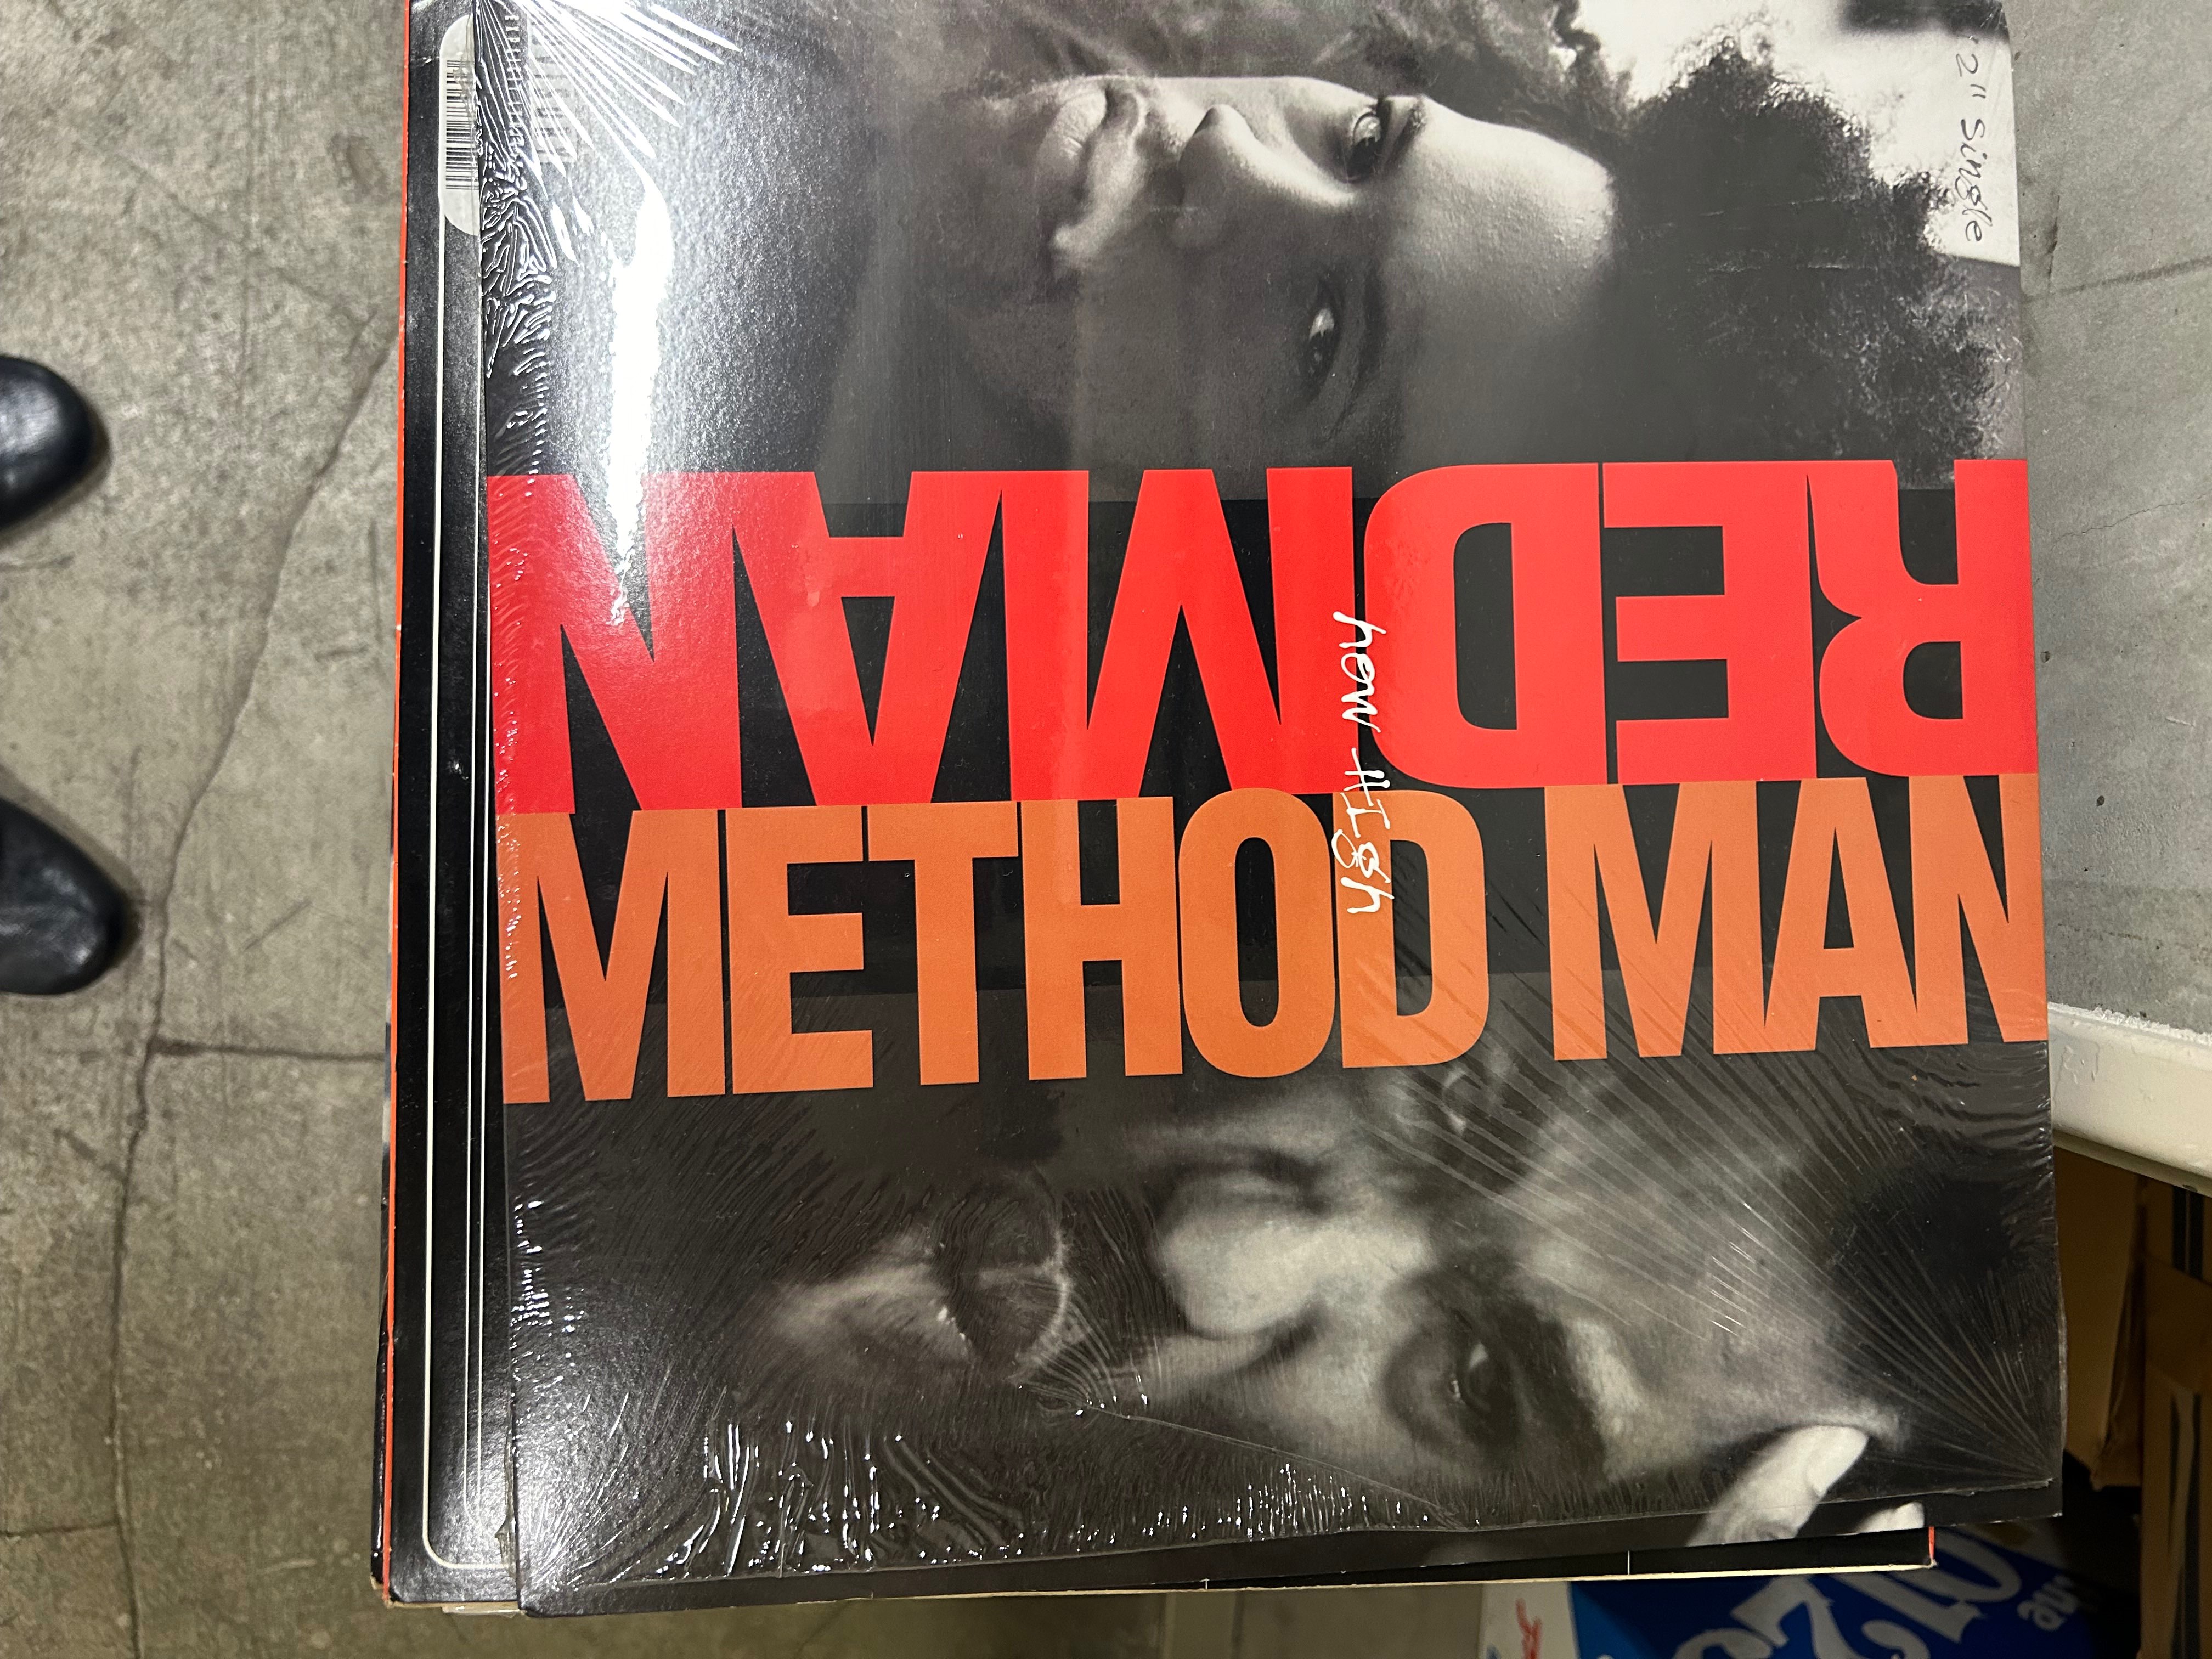 12" Single
REDMAN
how HIgh
METHOD MAN